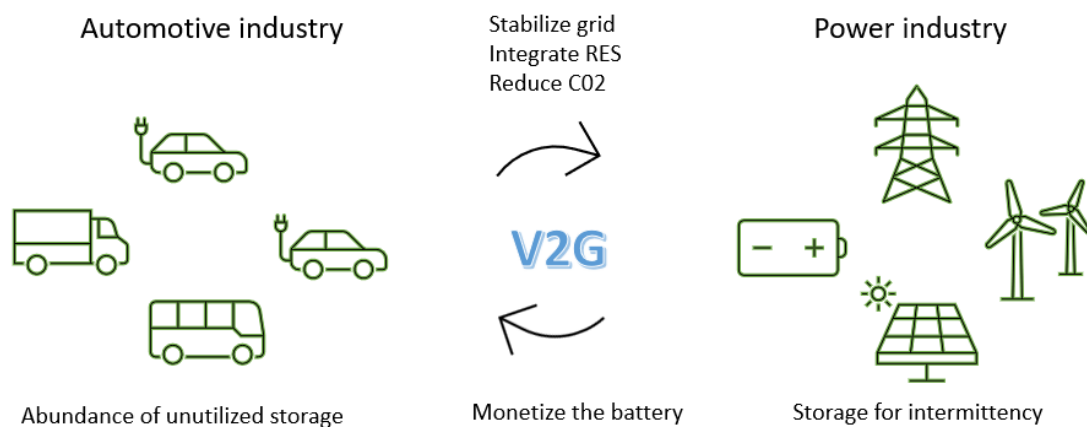 Automotive industry
Stabilize grid
Integrate RES
Reduce C02
Power industry
V2G
Abundance of unutilized storage
Monetize the battery
Storage for intermittency